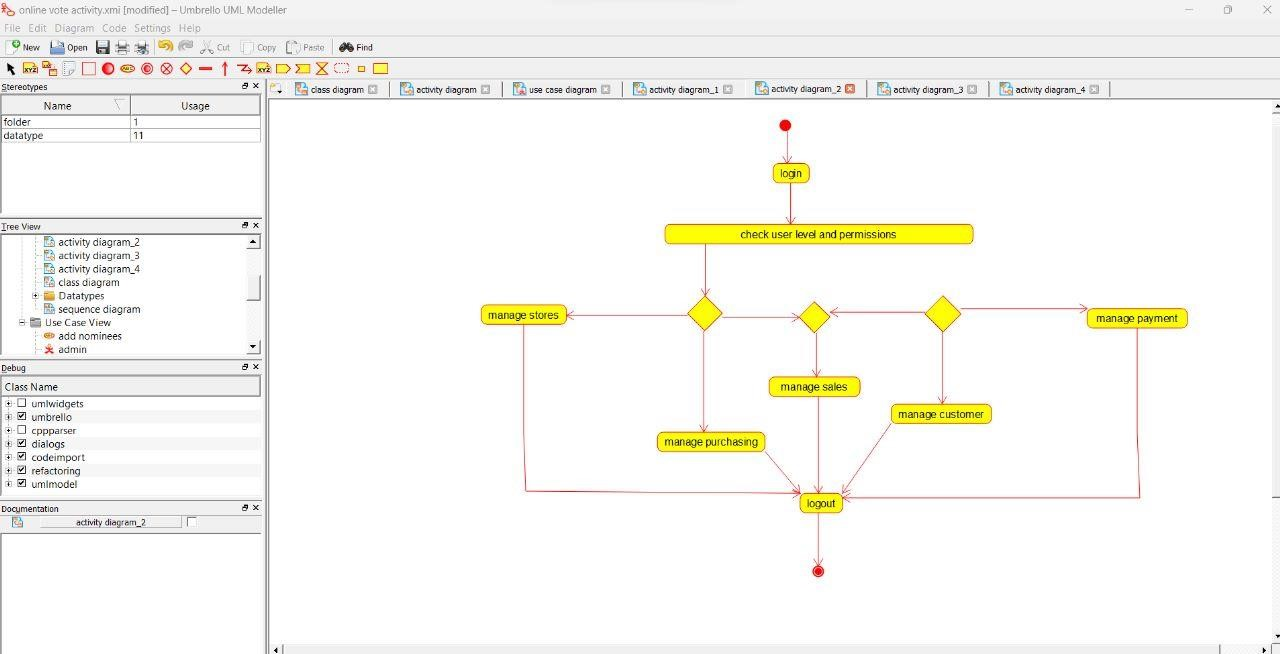 online vote activity.xmi [modified] – Umbrello UML Modeller
File Edit Diagram Code Settings Help
New Open Cut Copy Paste Find
XYZ XYZ
Stereotypes
Name Usage
folder 1
datatype 11
Tree View
activity diagram_2
activity diagram_3
activity diagram_4
class diagram
Datatypes
sequence diagram
Use Case View
add nominees
admin
Debug
Class Name
umlwidgets
umbrello
cppparser
dialogs
codeimport
refactoring
umlmodel
Documentation
activity diagram_2
class diagram activity diagram use case diagram activity diagram_1 activity diagram_2 activity diagram_3 activity diagram_4
login
check user level and permissions
manage stores
manage payment
manage sales
manage customer
manage purchasing
logout